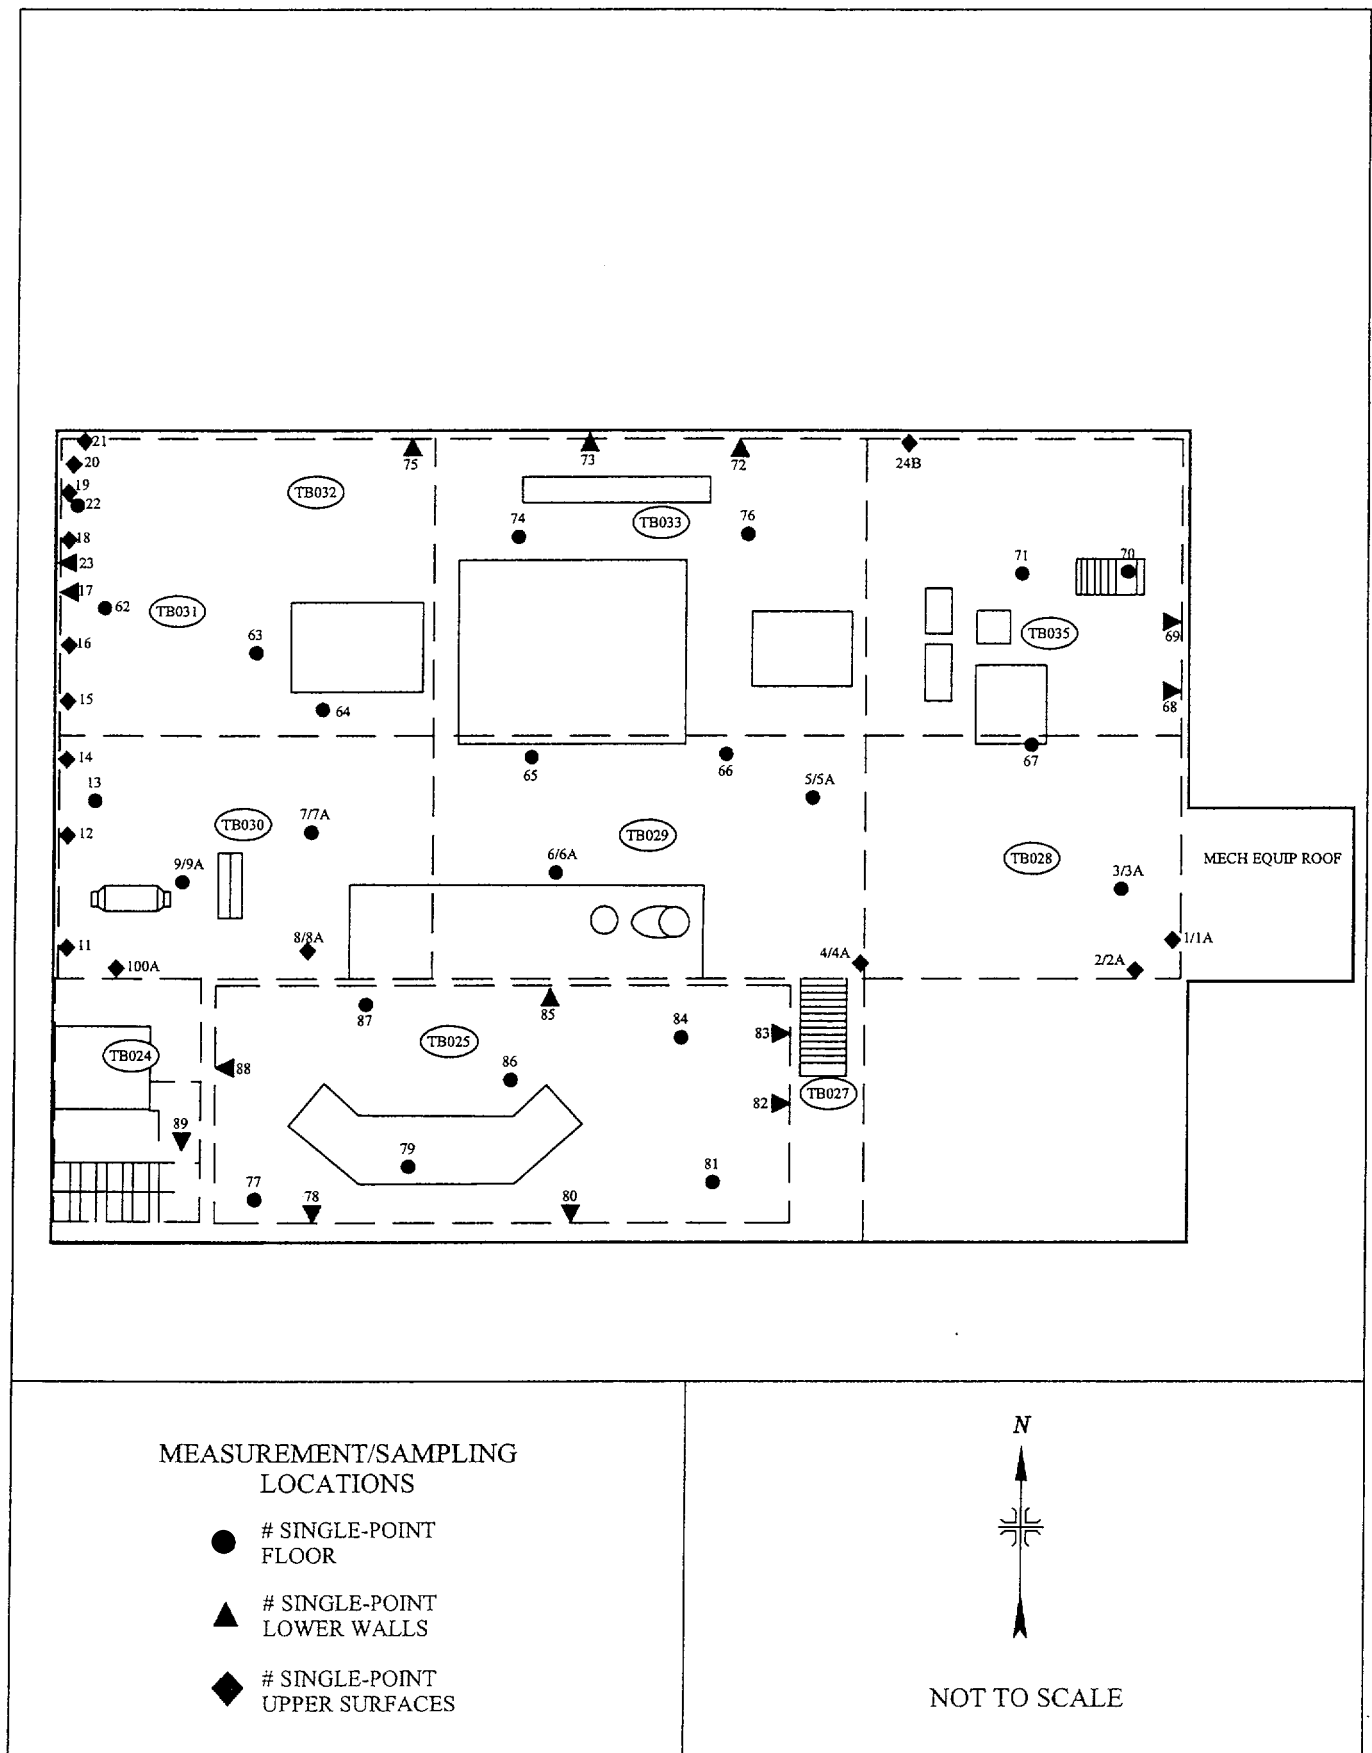 21
20
19
22
18
23
17
62
16
15
14
13
12
11
100A
75
TB032
TB031
63
64
73
72
74
TB033
76
65
66
24B
71
70
TB035
69
68
67
5/5A
7/7A
TB030
9/9A
8/8A
6/6A
TB029
TB028
3/3A
MECH EQUIP ROOF
1/1A
2/2A
4/4A
87
85
84
83
TB025
TB024
88
86
82
TB027
89
79
81
77
78
80
MEASUREMENT/SAMPLING
LOCATIONS
# SINGLE-POINT
FLOOR
# SINGLE-POINT
LOWER WALLS
# SINGLE-POINT
UPPER SURFACES
N
NOT TO SCALE